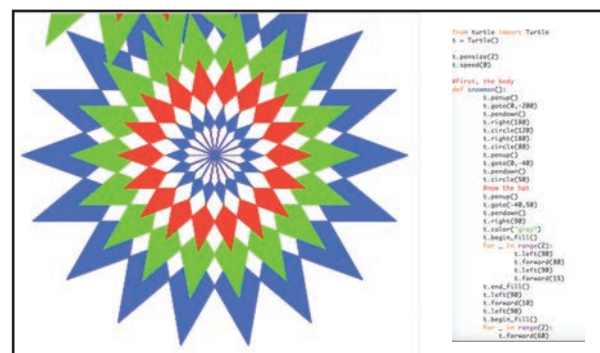 from turtle import Turtle
t = Turtle()
t.pensize(2)
t.speed(0)
#First, the body
def snowman():
t.penup()
t.goto(0,-200)
t.pendown()
t.right(180)
t.circle(120)
t.right(180)
t.circle(80)
t.penup()
t.goto(0,-40)
t.pendown()
t.circle(50)
#now the hat
t.penup()
t.goto(-40,50)
t.pendown()
t.right(90)
t.color("gray")
t.begin_fill()
for _ in range(2):
t.left(90)
t.forward(80)
t.left(90)
t.forward(15)
t.end_fill()
t.left(90)
t.forward(10)
t.left(90)
t.begin_fill()
for _ in range(2):
t.forward(60)